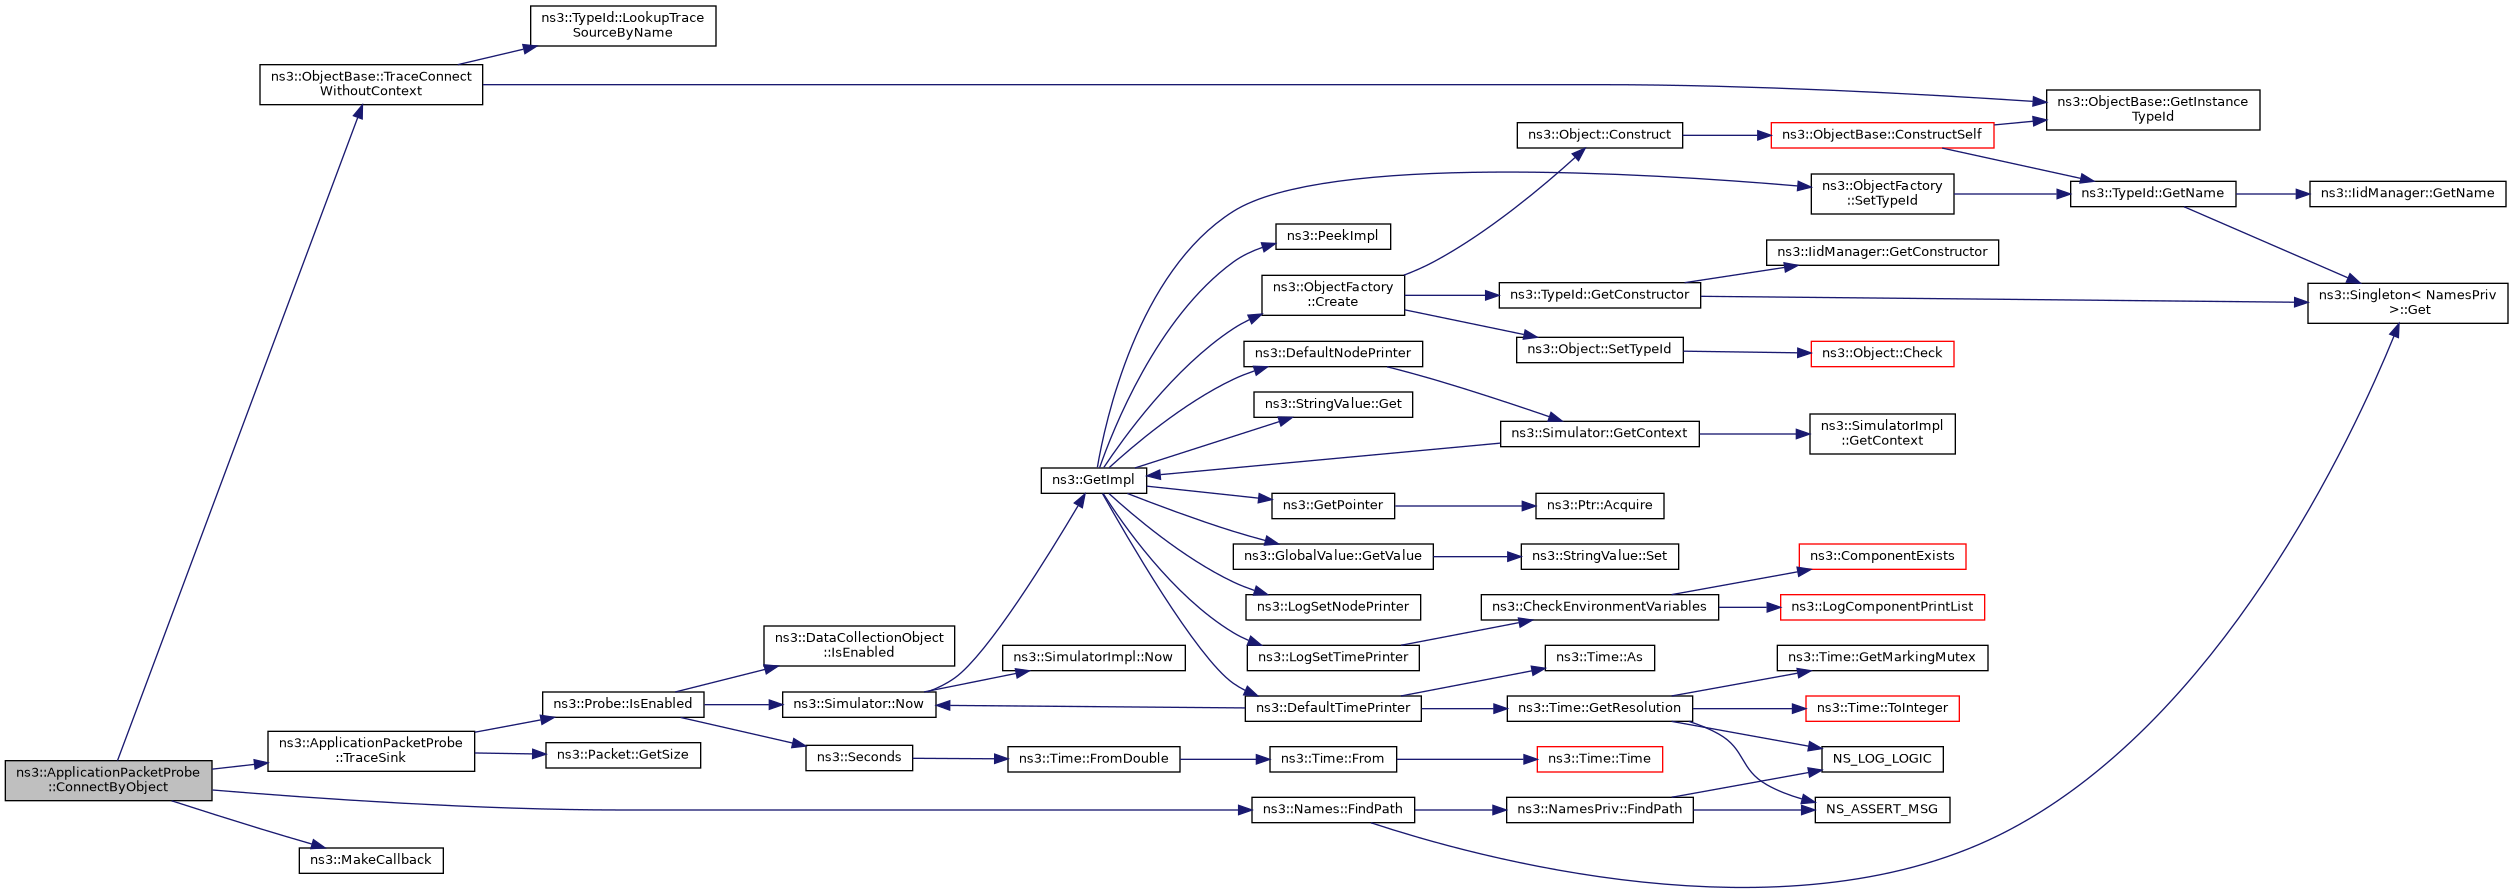 ns3::TypeId::LookupTrace
SourceByName
ns3::ObjectBase::TraceConnect
WithoutContext
ns3::ObjectBase::GetInstance
TypeId
ns3::Object::Construct
ns3::ObjectBase::ConstructSelf
ns3::ObjectFactory
::SetTypeId
ns3::TypeId::GetName
ns3::IidManager::GetName
ns3::PeekImpl
ns3::IidManager::GetConstructor
ns3::ObjectFactory
::Create
ns3::TypeId::GetConstructor
ns3::Singleton< NamesPriv
>::Get
ns3::DefaultNodePrinter
ns3::Object::SetTypeId
ns3::Object::Check
ns3::StringValue::Get
ns3::Simulator::GetContext
ns3::SimulatorImpl
::GetContext
ns3::GetImpl
ns3::GetPointer
ns3::Ptr::Acquire
ns3::GlobalValue::GetValue
ns3::StringValue::Set
ns3::ComponentExists
ns3::LogSetNodePrinter
ns3::CheckEnvironmentVariables
ns3::LogComponentPrintList
ns3::DataCollectionObject
::IsEnabled
ns3::SimulatorImpl::Now
ns3::LogSetTimePrinter
ns3::Time::As
ns3::Time::GetMarkingMutex
ns3::Probe::IsEnabled
ns3::Simulator::Now
ns3::DefaultTimePrinter
ns3::Time::GetResolution
ns3::Time::ToInteger
ns3::ApplicationPacketProbe
::TraceSink
ns3::Packet::GetSize
ns3::Seconds
ns3::Time::FromDouble
ns3::Time::From
ns3::Time::Time
NS_LOG_LOGIC
ns3::ApplicationPacketProbe
::ConnectByObject
ns3::Names::FindPath
ns3::NamesPriv::FindPath
NS_ASSERT_MSG
ns3::MakeCallback